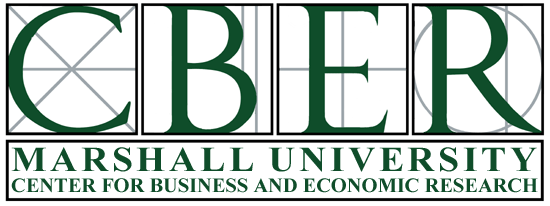 CBER
MARSHALL UNIVERSITY
CENTER FOR BUSINESS AND ECONOMIC RESEARCH